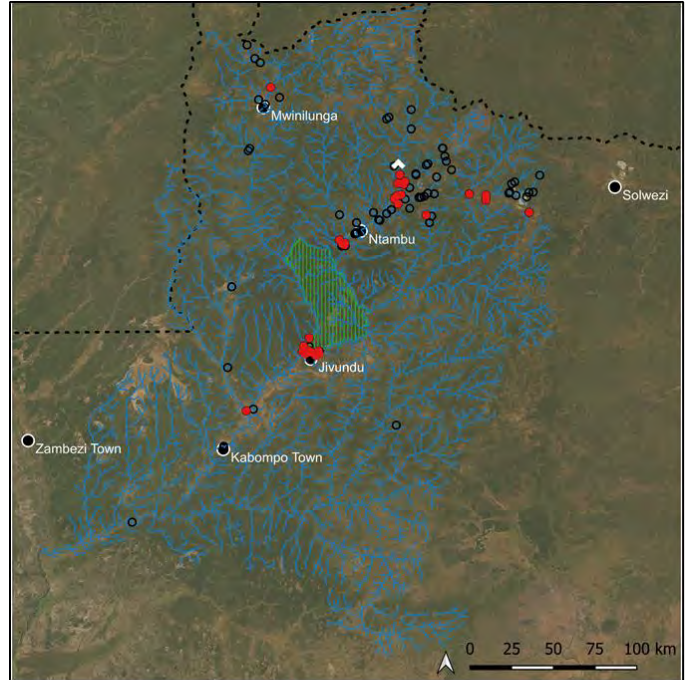 Mwinilunga
Solwezi
Ntambu
Jivundu
Zambezi Town
Kabompo Town
0 25 50 75 100 km